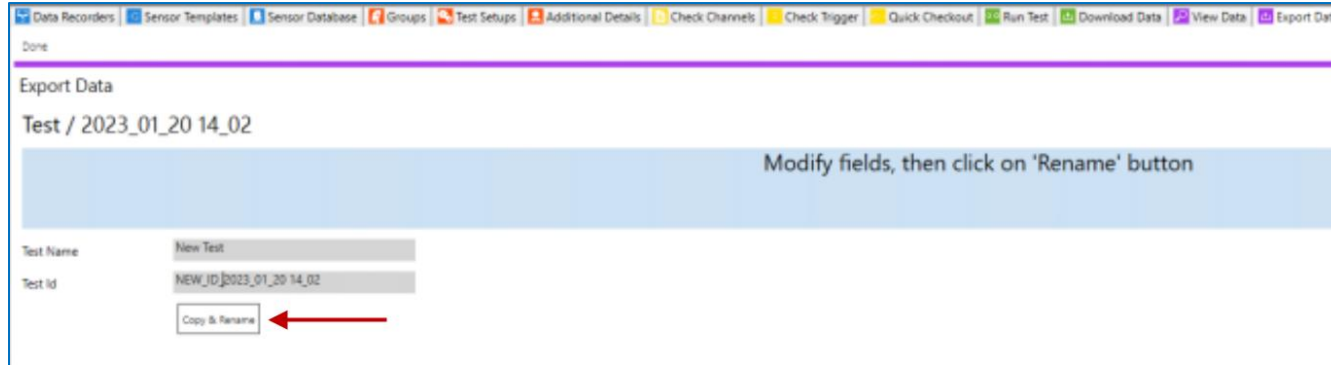 Data Recorders Sensor Templates Sensor Database Groups Test Setups Additional Details Check Channels Check Trigger Quick Checkout Run Test Download Data View Data Export Dat
Done
Export Data
Test / 2023_01_20 14_02
Modify fields, then click on 'Rename' button
Test Name New Test
Test Id NEW_ID_2023_01_20 14_02
Copy & Rename